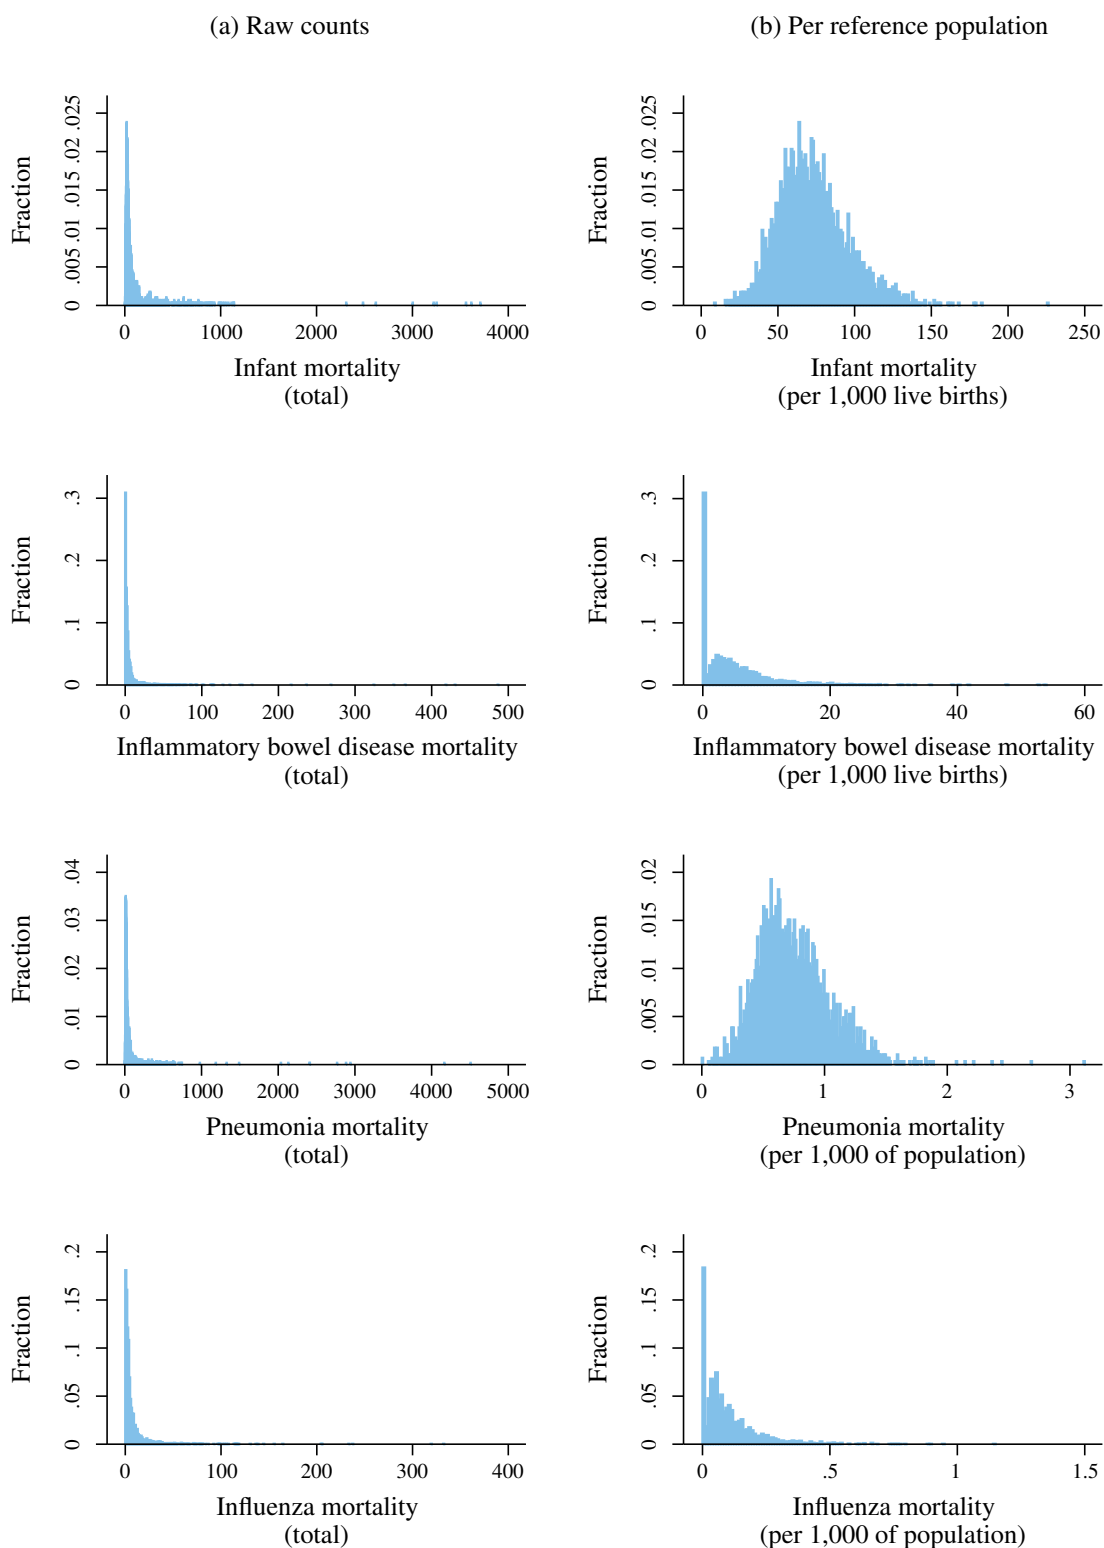 (a) Raw counts
(b) Per reference population
Fraction
0 .005 .01 .015 .02 .025
0 1000 2000 3000 4000
Infant mortality
(total)
Fraction
0 .005 .01 .015 .02 .025
0 50 100 150 200 250
Infant mortality
(per 1,000 live births)
Fraction
0 .1 .2 .3
0 100 200 300 400 500
Inflammatory bowel disease mortality
(total)
Fraction
0 .1 .2 .3
0 20 40 60
Inflammatory bowel disease mortality
(per 1,000 live births)
Fraction
0 .01 .02 .03 .04
0 1000 2000 3000 4000 5000
Pneumonia mortality
(total)
Fraction
0 .005 .01 .015 .02
0 1 2 3
Pneumonia mortality
(per 1,000 of population)
Fraction
0 .05 .1 .15 .2
0 100 200 300 400
Influenza mortality
(total)
Fraction
0 .05 .1 .15 .2
0 .5 1 1.5
Influenza mortality
(per 1,000 of population)